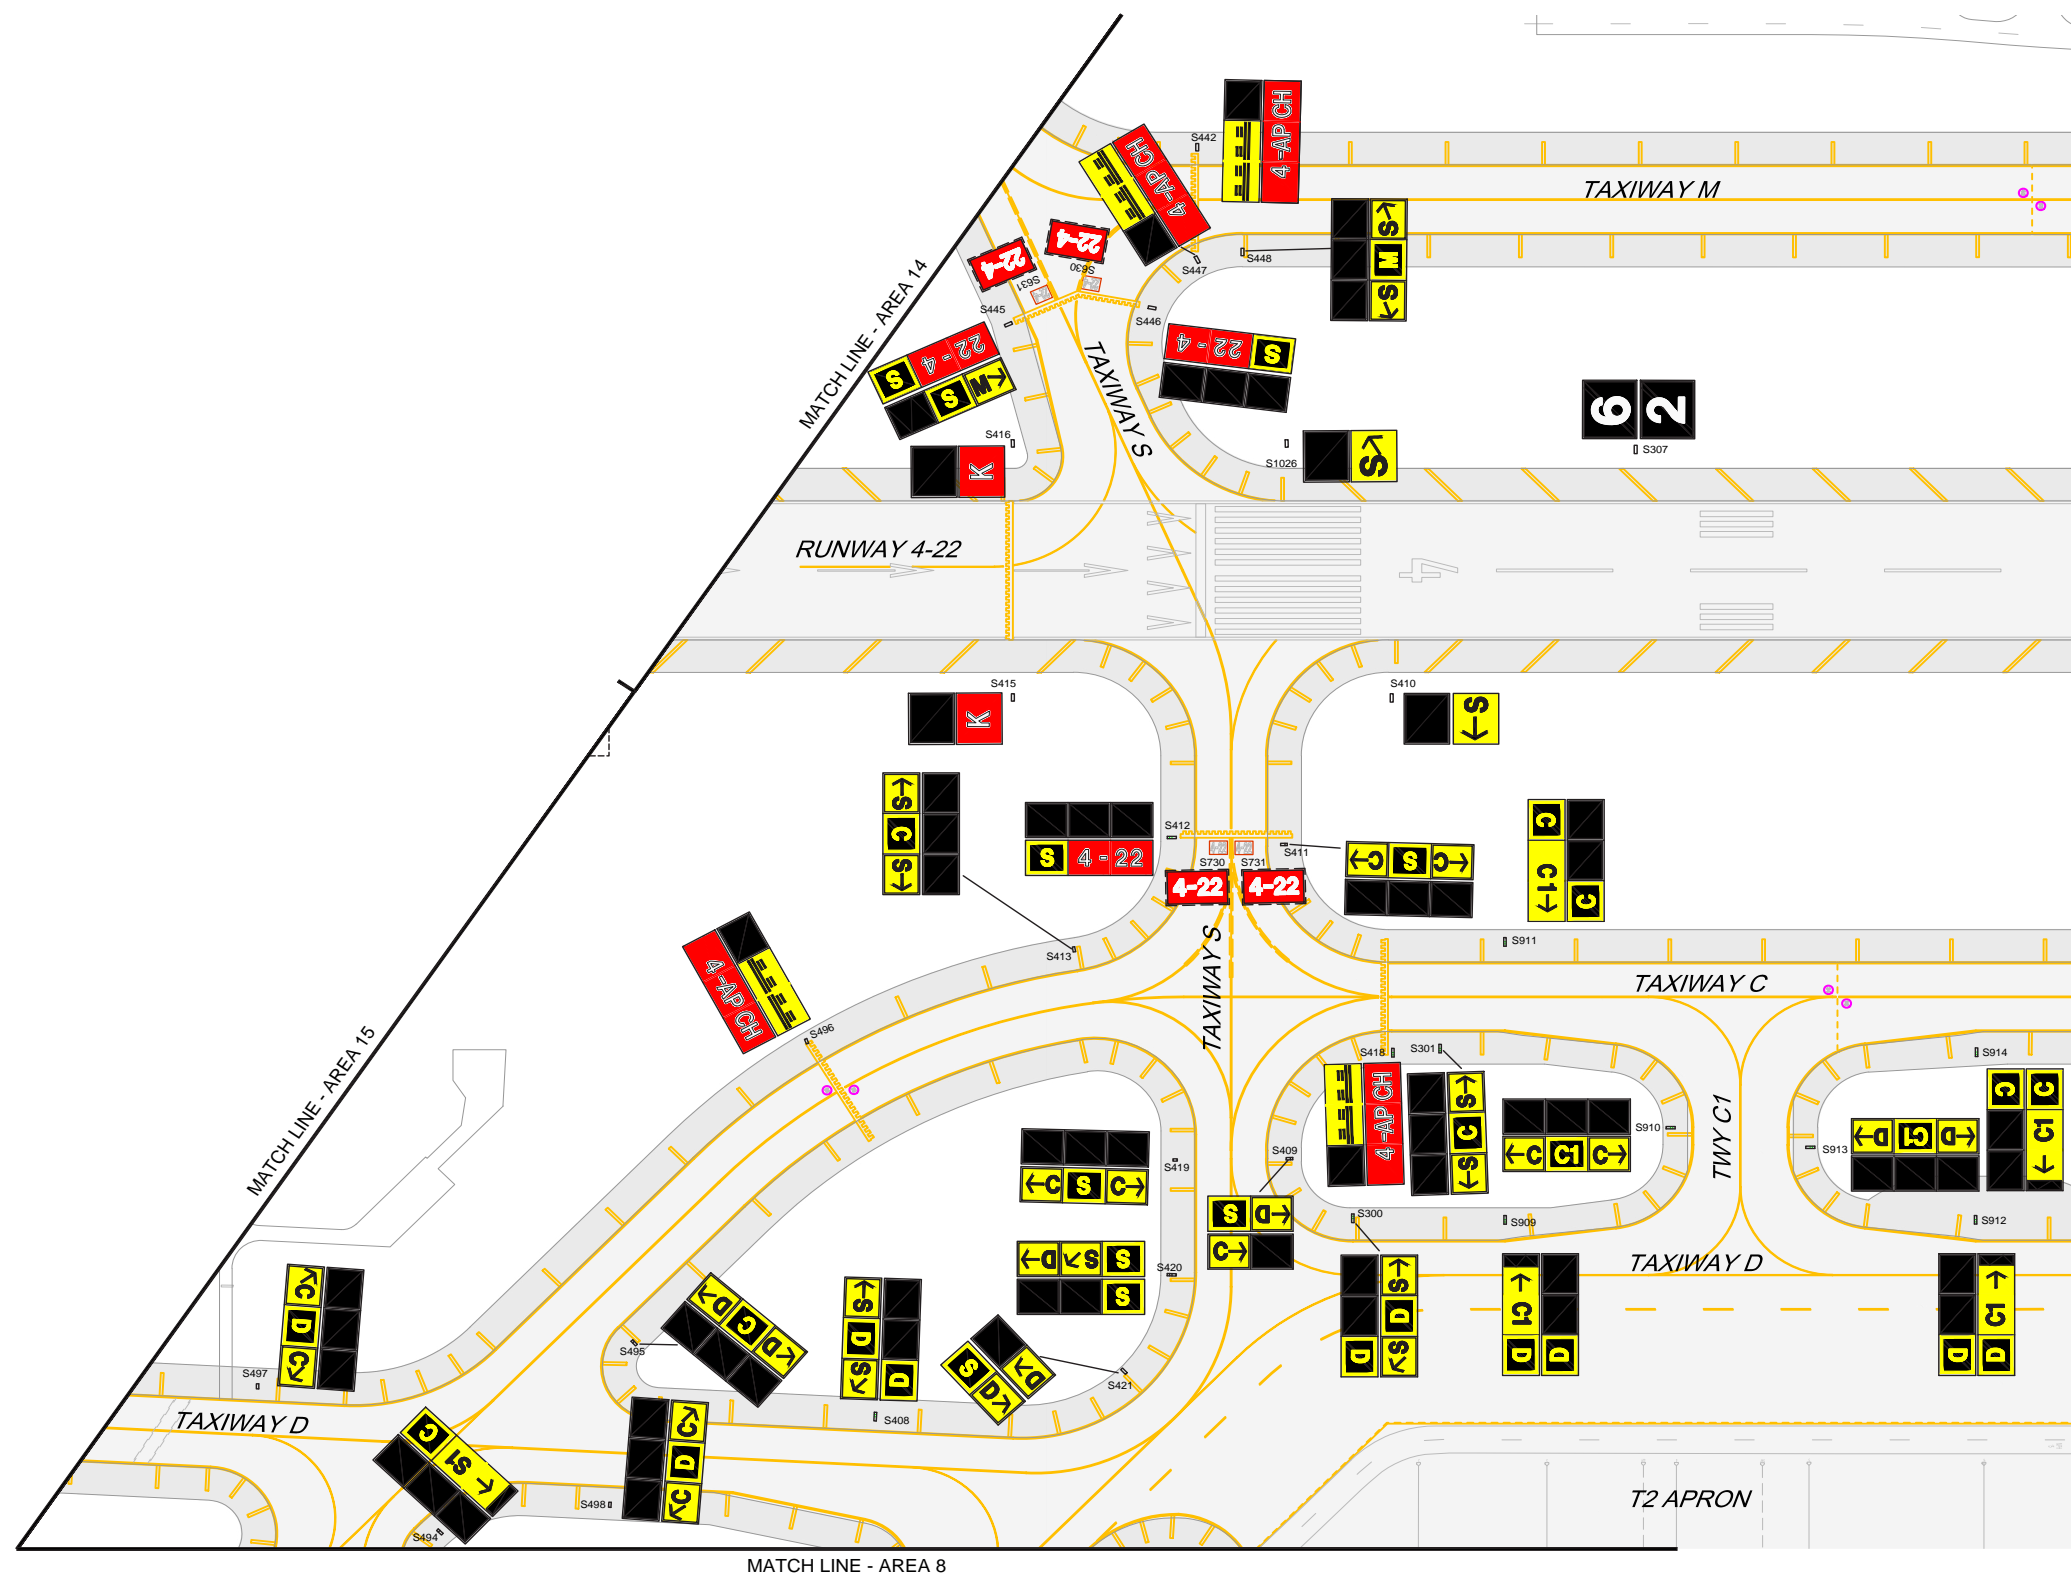 S442
4-APCH
4-APCH
TAXIWAY M
S
M
S
S447
S448
22-4
22-4
S630
S631
S445
S446
MATCH LINE - AREA 14
S 22-4
S M
22-4 S
TAXIWAY S
6 2
S307
S416
K
S1026
S
RUNWAY 4-22
4
S415
K
S410
S
S
C
S
S412
S 4-22
S730
S731
S411
C S C
C
C1
C
4-22
4-22
S413
TAXIWAY S
S911
TAXIWAY C
4-APCH
S496
MATCH LINE - AREA 15
S418
S301
S914
4-APCH
S
C
S
C C1 C
S910
TWY C1
S913
D C1 D
C
C
C1
S419
C S C
S409
S D
C
S300
S909
S912
D S S
S
S420
TAXIWAY D
C
D
C
D C D
S495
S
D
S
D
S D
D
S421
S
D
S
D
C1
D
D
C1
D
D
S497
S408
TAXIWAY D
C S1
C
D
C
S498
S494
T2 APRON
MATCH LINE - AREA 8